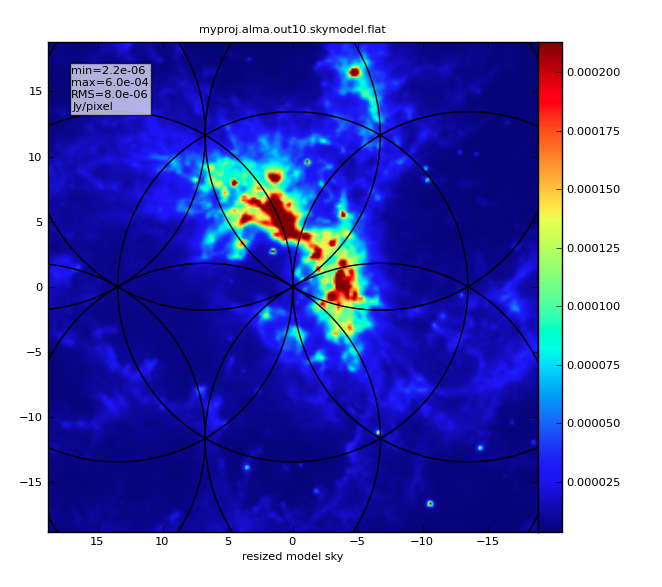 myproj.alma.out10.skymodel.flat
min=2.2e-06
max=6.0e-04
RMS=8.0e-06
Jy/pixel
15
10
5
0
−5
−10
−15
15 10 5 0 −5 −10 −15
resized model sky
0.000200
0.000175
0.000150
0.000125
0.000100
0.000075
0.000050
0.000025